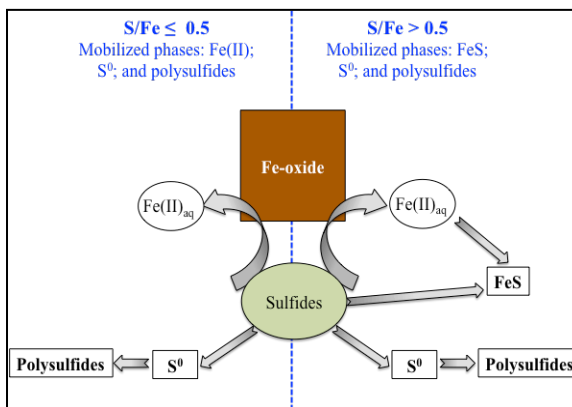 S/Fe ≤ 0.5
Mobilized phases: Fe(II);
S⁰; and polysulfides
S/Fe > 0.5
Mobilized phases: FeS;
S⁰; and polysulfides
Fe-oxide
Fe(II)aq
Fe(II)aq
FeS
Sulfides
Polysulfides
S⁰
S⁰
Polysulfides